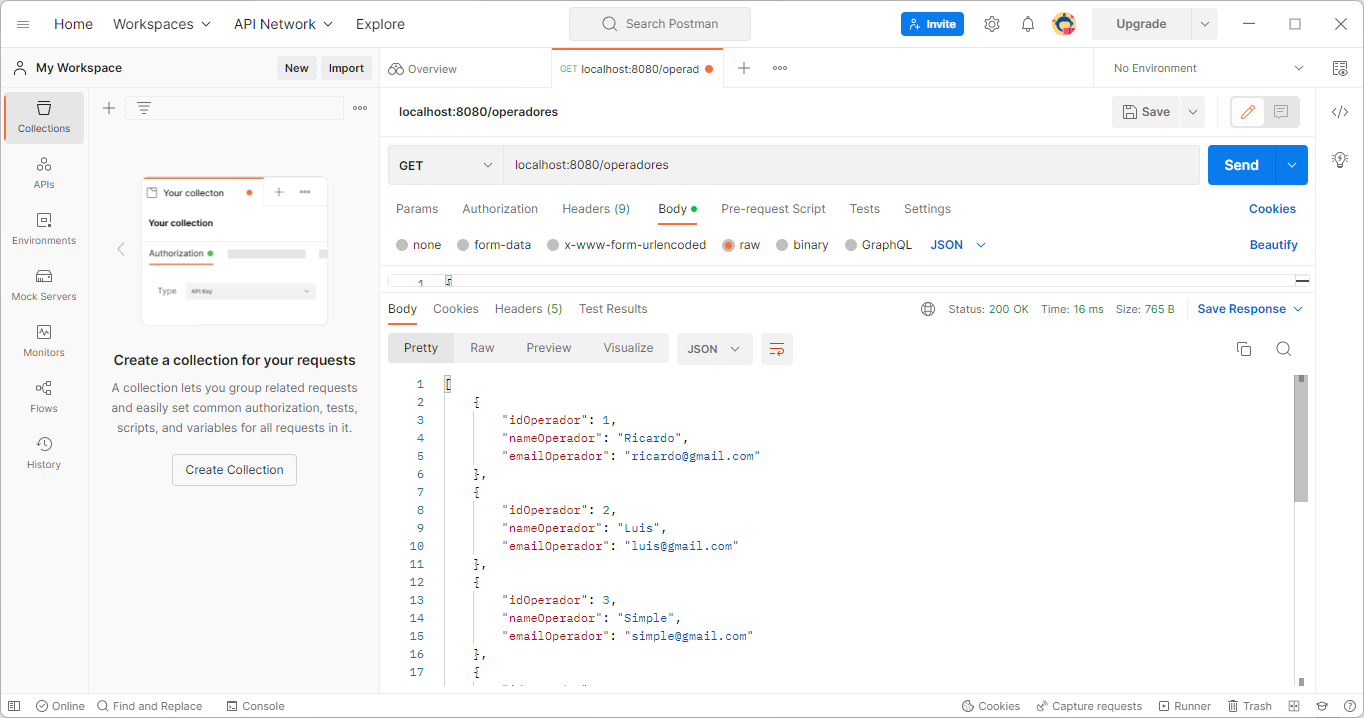 Home Workspaces API Network Explore Search Postman Invite Upgrade
My Workspace New Import Overview GET localhost:8080/operad No Environment
Collections
APIs
Environments
Mock Servers
Monitors
Flows
History
Your collecton
Your collection
Authorization
Type API Key
Create a collection for your requests
A collection lets you group related requests
and easily set common authorization, tests,
scripts, and variables for all requests in it.
Create Collection
localhost:8080/operadores Save
GET localhost:8080/operadores Send
Params Authorization Headers (9) Body Pre-request Script Tests Settings Cookies
none form-data x-www-form-urlencoded raw binary GraphQL JSON Beautify
1 {
Body Cookies Headers (5) Test Results Status: 200 OK Time: 16 ms Size: 765 B Save Response
Pretty Raw Preview Visualize JSON
1 [
2 {
3 "idOperador": 1,
4 "nameOperador": "Ricardo",
5 "emailOperador": "ricardo@gmail.com"
6 },
7 {
8 "idOperador": 2,
9 "nameOperador": "Luis",
10 "emailOperador": "luis@gmail.com"
11 },
12 {
13 "idOperador": 3,
14 "nameOperador": "Simple",
15 "emailOperador": "simple@gmail.com"
16 },
17 {
Online Find and Replace Console Cookies Capture requests Runner Trash